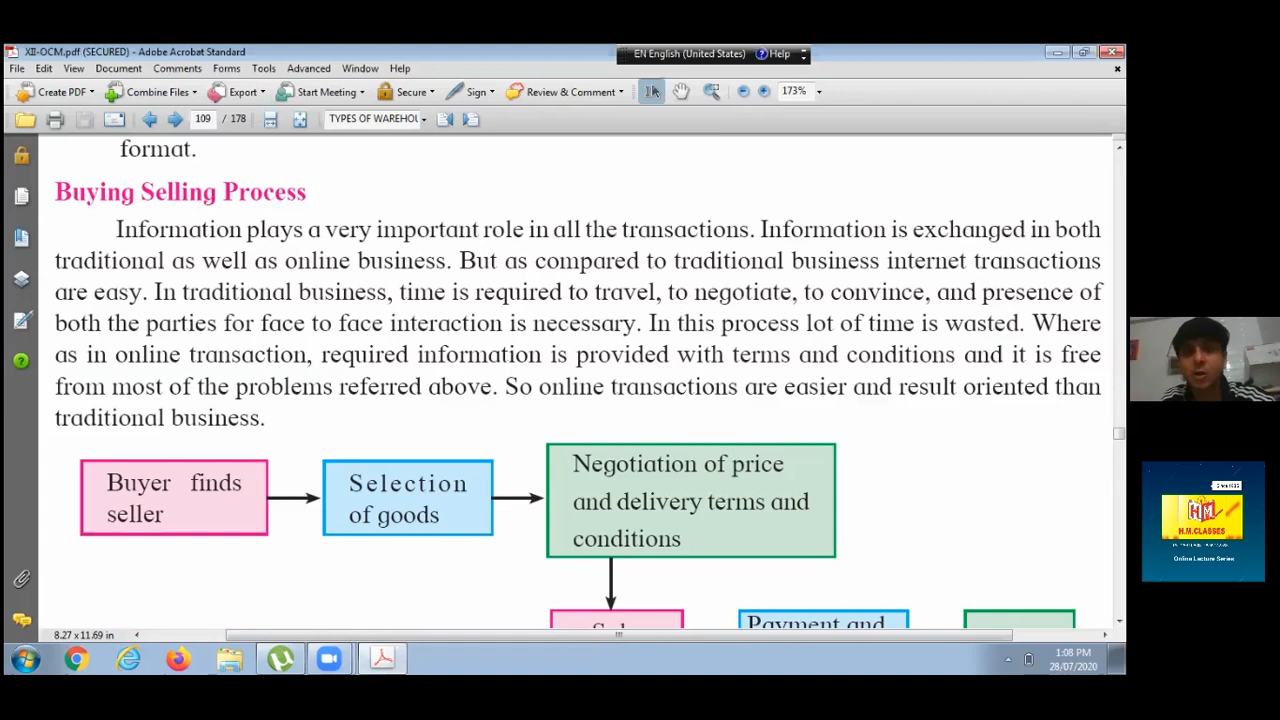 XII-OCM.pdf (SECURED) - Adobe Acrobat Standard
EN English (United States) Help
File Edit View Document Comments Forms Tools Advanced Window Help
Create PDF Combine Files Export Start Meeting Secure Sign Review & Comment 173%
109 / 178 TYPES OF WAREHOU
format.
Buying Selling Process
Information plays a very important role in all the transactions. Information is exchanged in both
traditional as well as online business. But as compared to traditional business internet transactions
are easy. In traditional business, time is required to travel, to negotiate, to convince, and presence of
both the parties for face to face interaction is necessary. In this process lot of time is wasted. Where
as in online transaction, required information is provided with terms and conditions and it is free
from most of the problems referred above. So online transactions are easier and result oriented than
traditional business.
Buyer finds
seller
Selection
of goods
Negotiation of price
and delivery terms and
conditions
Payment and
8.27 x 11.69 in
1:08 PM
28/07/2020
HM
H.M.CLASSES
Online Lecture Series